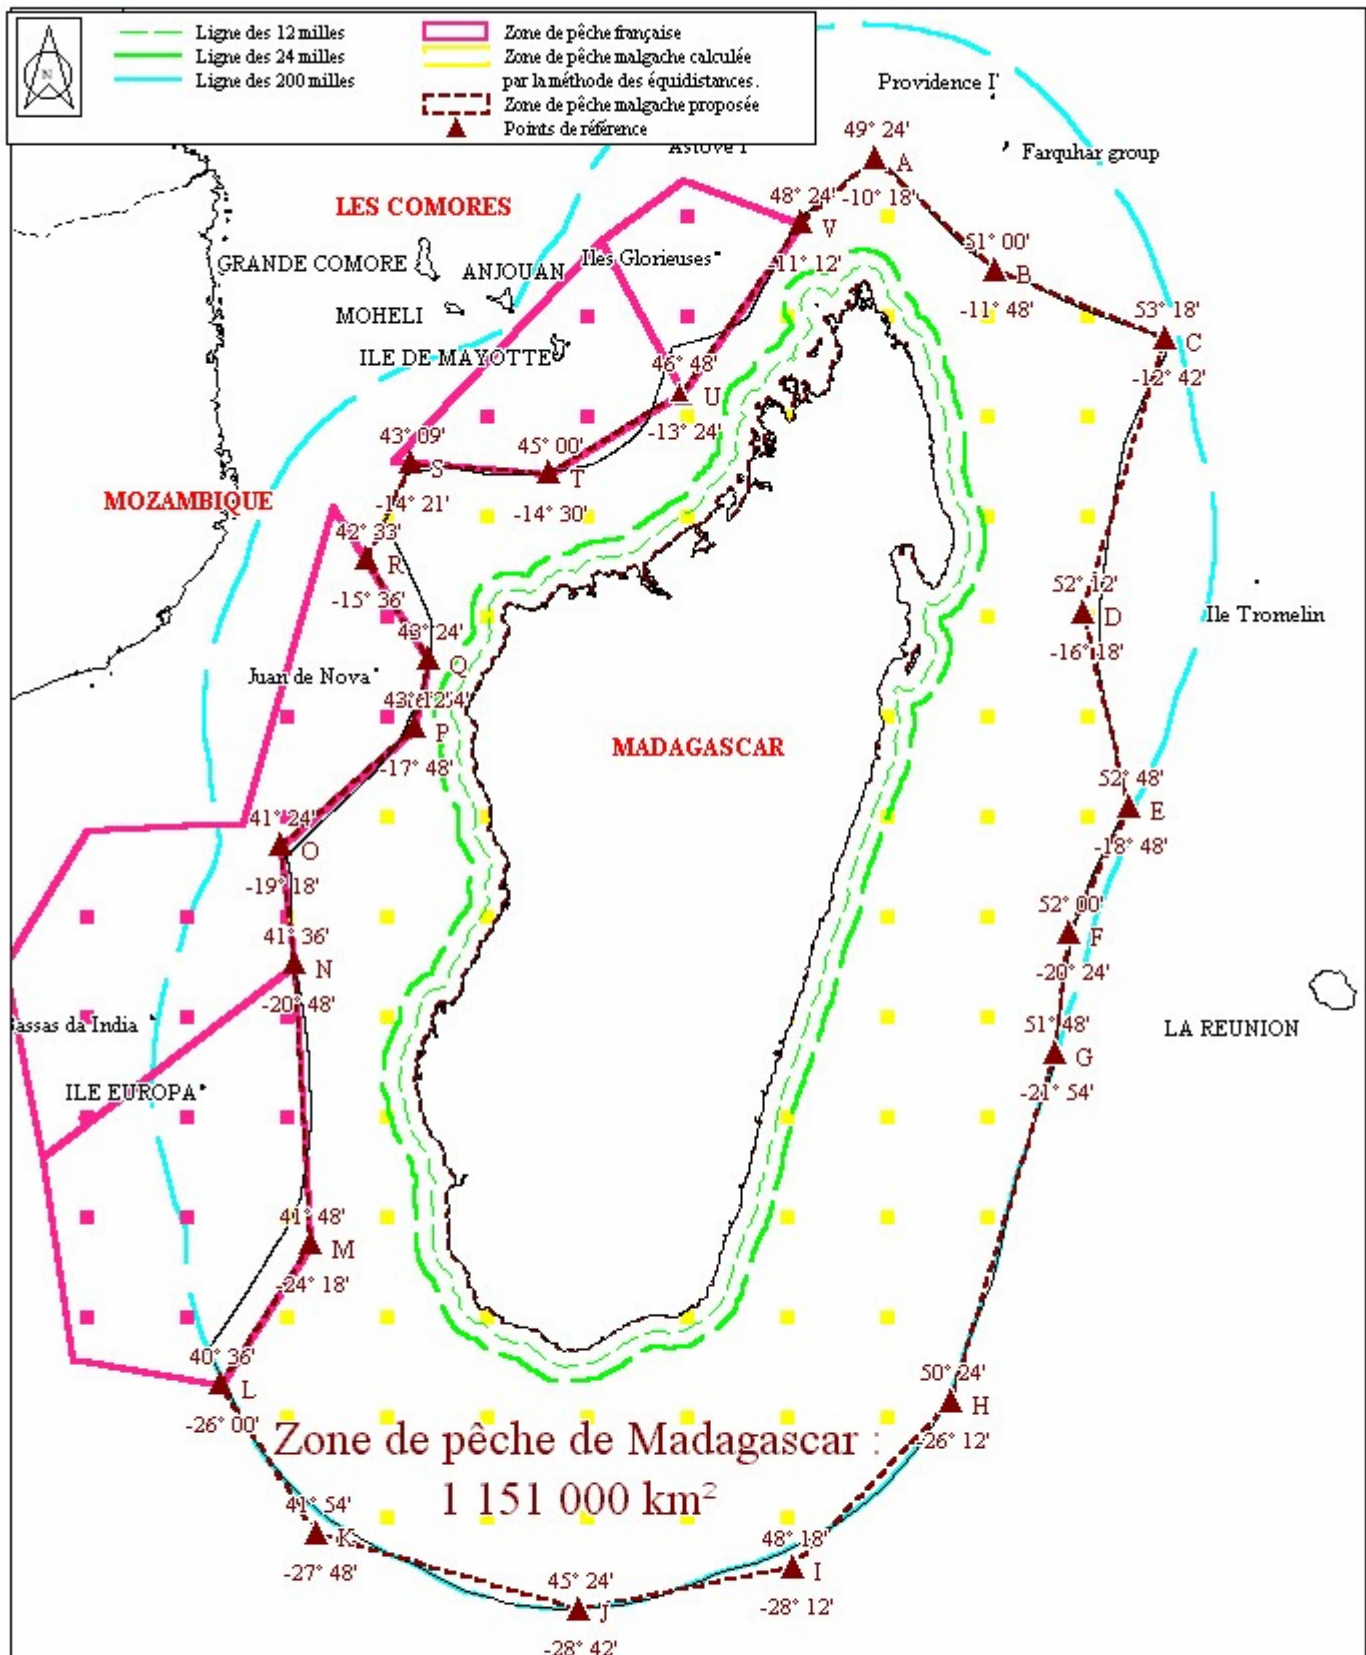 N
Ligne des 12 milles
Ligne des 24 milles
Ligne des 200 milles
Zone de pêche française
Zone de pêche malgache calculée
par la méthode des équidistances.
Zone de pêche malgache proposée
Points de référence
Providence I
Farquhar group
49° 24'
A
-10° 18'
LES COMORES
48° 24'
V
-11° 12'
51° 00'
B
-11° 48'
GRANDE COMORE
ANJOUAN
Iles Glorieuses
MOHELI
ILE DE MAYOTTE
53° 18'
C
-12° 42'
46° 48'
U
-13° 24'
43° 09'
S
-14° 21'
45° 00'
T
-14° 30'
MOZAMBIQUE
42° 33'
R
-15° 36'
52° 12'
D
-16° 18'
Ile Tromelin
43° 24'
Q
Juan de Nova
P
-17° 48'
MADAGASCAR
52° 48'
E
-18° 48'
41° 24'
O
-19° 18'
52° 00'
F
-20° 24'
41° 36'
N
-20° 48'
assas da India
LA REUNION
51° 48'
G
-21° 54'
ILE EUROPA
41° 48'
M
-24° 18'
40° 36'
L
-26° 00'
50° 24'
H
-26° 12'
Zone de pêche de Madagascar :
1 151 000 km²
41° 54'
K
-27° 48'
48° 18'
I
-28° 12'
45° 24'
J
-28° 42'